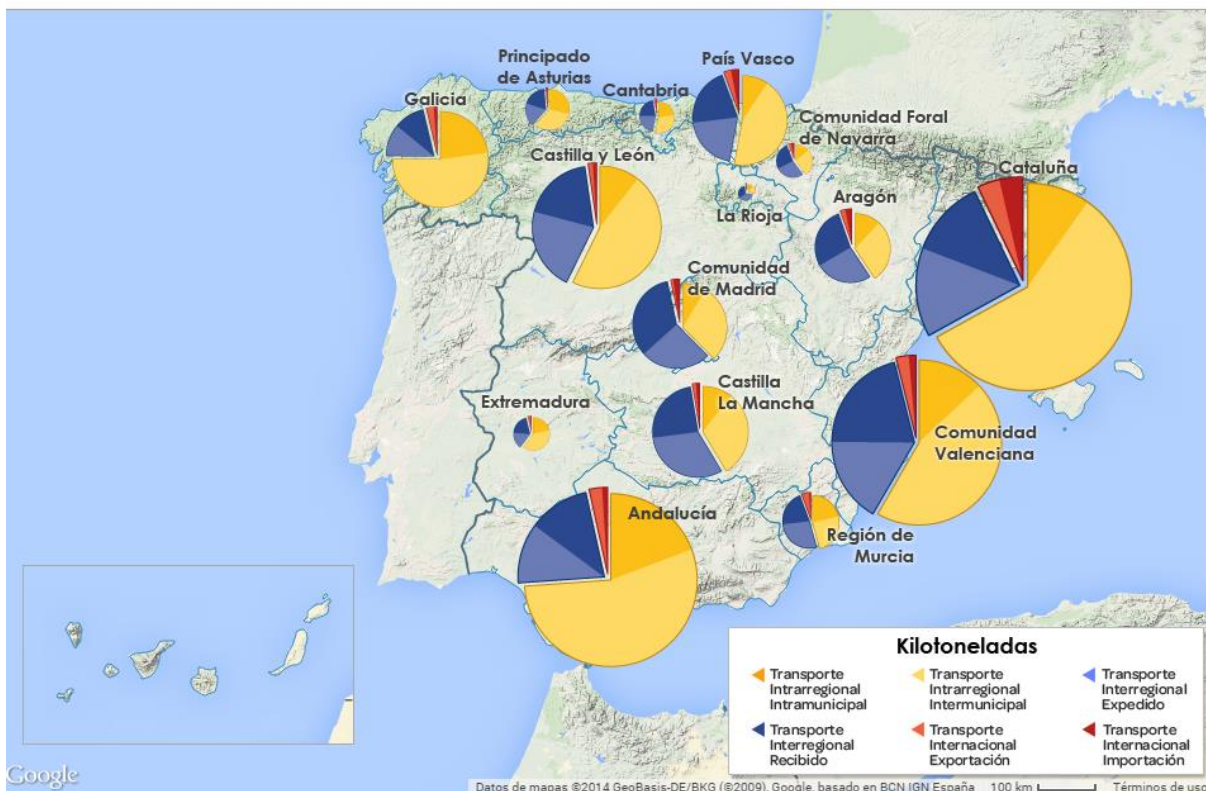 País Vasco
Principado
de Asturias
Cantabria
Galicia
Comunidad Foral
de Navarra
Castilla y León
Cataluña
Aragón
La Rioja
Comunidad
de Madrid
Castilla
La Mancha
Extremadura
Comunidad
Valenciana
Andalucía
Región de
Murcia
Kilotoneladas
Transporte
Intrarregional
Intramunicipal
Transporte
Intrarregional
Intermunicipal
Transporte
Interregional
Expedido
Transporte
Interregional
Recibido
Transporte
Internacional
Exportación
Transporte
Internacional
Importación
Google
Datos de mapas ©2014 GeoBasis-DE/BKG (©2009), Google, basado en BCN IGN España 100 km Términos de uso